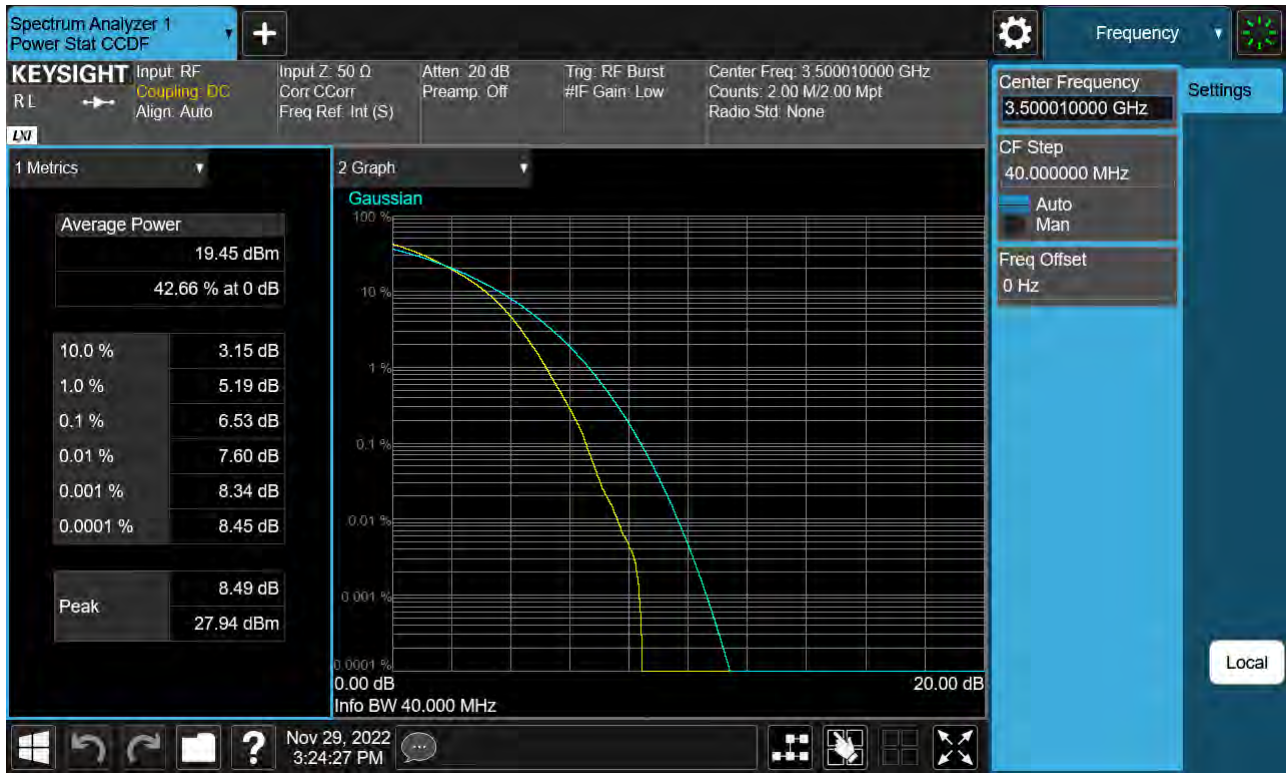 Spectrum Analyzer 1
Power Stat CCDF
+
Frequency
KEYSIGHT
RL
LXI
Input: RF
Coupling: DC
Align: Auto
Input Z: 50 Ω
Corr CCorr
Freq Ref: Int (S)
Atten: 20 dB
Preamp: Off
Trig: RF Burst
#IF Gain: Low
Center Freq: 3.500010000 GHz
Counts: 2.00 M/2.00 Mpt
Radio Std: None
Center Frequency
3.500010000 GHz
Settings
CF Step
40.000000 MHz
Auto
Man
Freq Offset
0 Hz
Local
1 Metrics
Average Power
19.45 dBm
42.66 % at 0 dB
10.0 % 3.15 dB
1.0 % 5.19 dB
0.1 % 6.53 dB
0.01 % 7.60 dB
0.001 % 8.34 dB
0.0001 % 8.45 dB
Peak
8.49 dB
27.94 dBm
2 Graph
Gaussian
100 %
10 %
1 %
0.1 %
0.01 %
0.001 %
0.0001 %
0.00 dB 20.00 dB
Info BW 40.000 MHz
?
Nov 29, 2022
3:24:27 PM